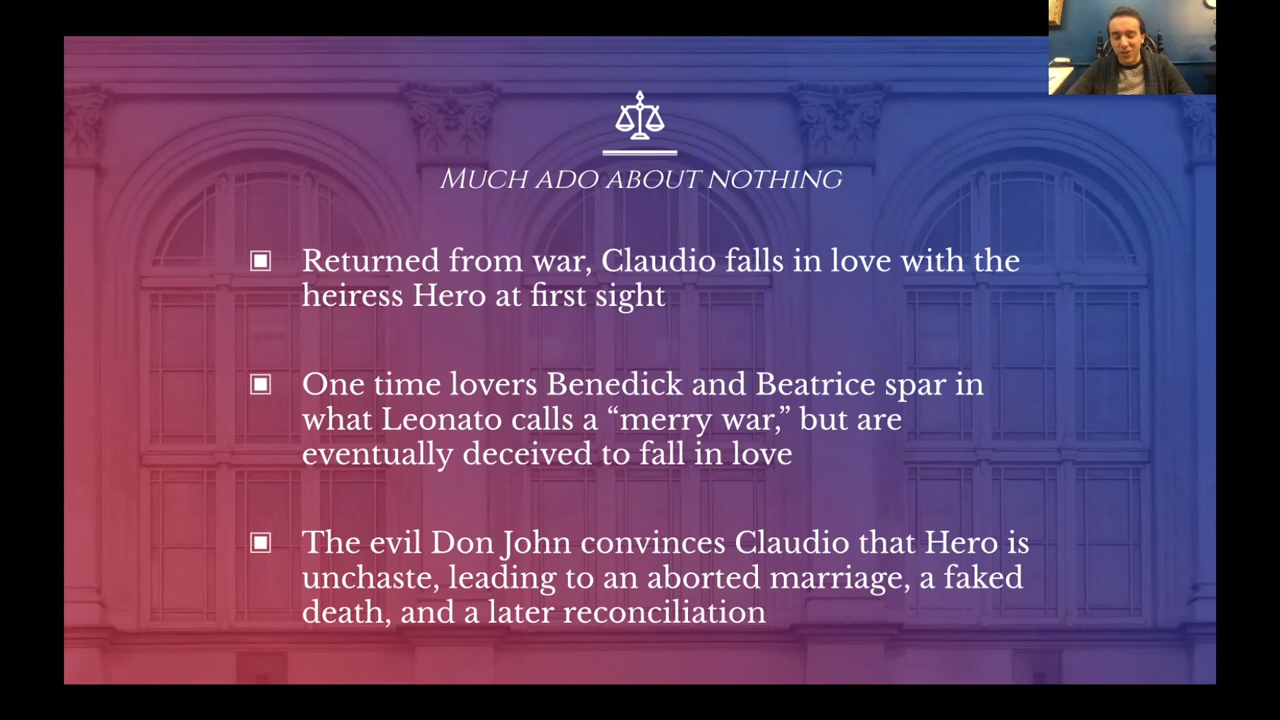 MUCH ADO ABOUT NOTHING
Returned from war, Claudio falls in love with the
heiress Hero at first sight
One time lovers Benedick and Beatrice spar in
what Leonato calls a “merry war,” but are
eventually deceived to fall in love
The evil Don John convinces Claudio that Hero is
unchaste, leading to an aborted marriage, a faked
death, and a later reconciliation